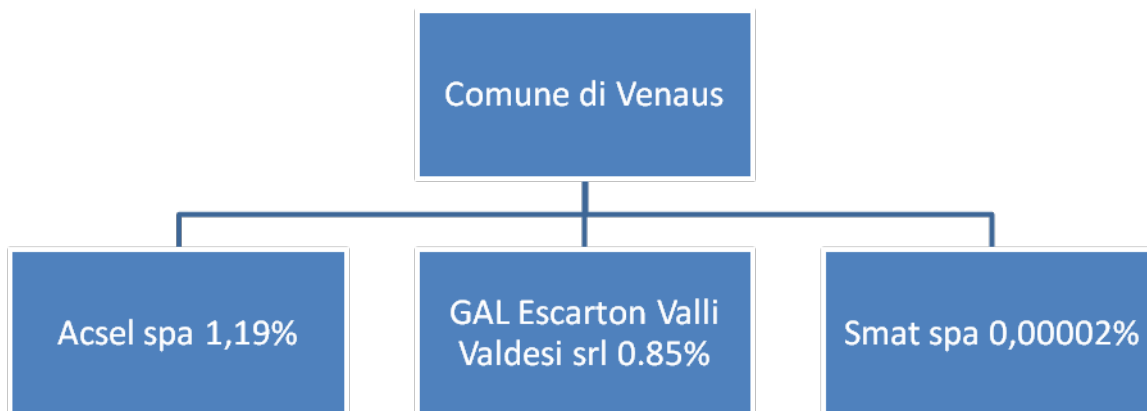 Comune di Venaus
Acsel spa 1,19%
GAL Escarton Valli
Valdesi srl 0.85%
Smat spa 0,00002%